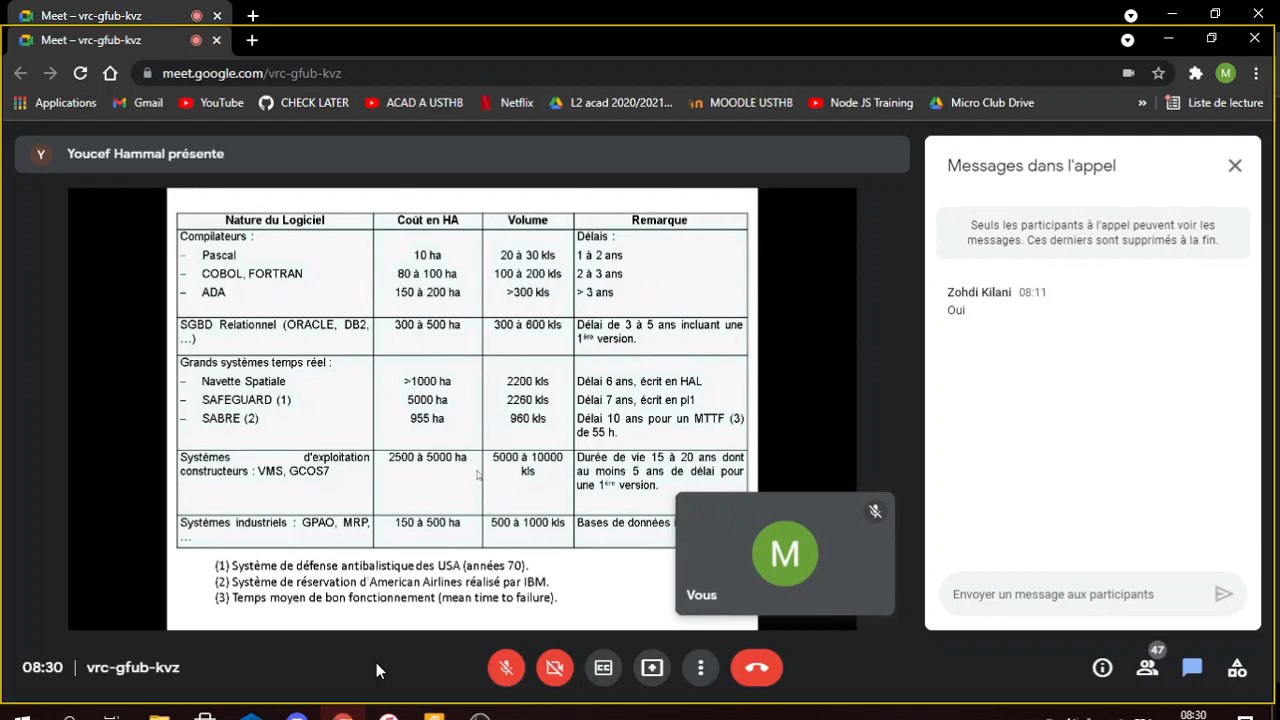 Meet – vrc-gfub-kvz
Meet – vrc-gfub-kvz
meet.google.com/vrc-gfub-kvz
M
Applications Gmail YouTube CHECK LATER ACAD A USTHB Netflix L2 acad 2020/2021... MOODLE USTHB Node JS Training Micro Club Drive » Liste de lecture
Y Youcef Hammal présente
Nature du Logiciel Coût en HA Volume Remarque
Compilateurs : Délais :
– Pascal 10 ha 20 à 30 kls 1 à 2 ans
– COBOL, FORTRAN 80 à 100 ha 100 à 200 kls 2 à 3 ans
– ADA 150 à 200 ha >300 kls > 3 ans
SGBD Relationnel (ORACLE, DB2, 300 à 500 ha 300 à 600 kls Délai de 3 à 5 ans incluant une
...) 1ère version.
Grands systèmes temps réel :
– Navette Spatiale >1000 ha 2200 kls Délai 6 ans, écrit en HAL
– SAFEGUARD (1) 5000 ha 2260 kls Délai 7 ans, écrit en pl1
– SABRE (2) 955 ha 960 kls Délai 10 ans pour un MTTF (3)
de 55 h.
Systèmes d'exploitation 2500 à 5000 ha 5000 à 10000 Durée de vie 15 à 20 ans dont
constructeurs : VMS, GCOS7 kls au moins 5 ans de délai pour
une 1ère version.
Systèmes industriels : GPAO, MRP, 150 à 500 ha 500 à 1000 kls Bases de données
...
(1) Système de défense antibalistique des USA (années 70).
(2) Système de réservation d'American Airlines réalisé par IBM.
(3) Temps moyen de bon fonctionnement (mean time to failure).
M
Vous
Messages dans l'appel
Seuls les participants à l'appel peuvent voir les
messages. Ces derniers sont supprimés à la fin.
Zohdi Kilani 08:11
Oui
Envoyer un message aux participants
08:30 | vrc-gfub-kvz
47
08:30